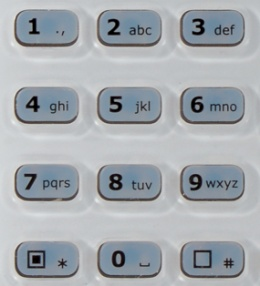 1 ., 2 abc 3 def
4 ghi 5 jkl 6 mno
7 pqrs 8 tuv 9 wxyz
▣ * 0 ⎵ □ #